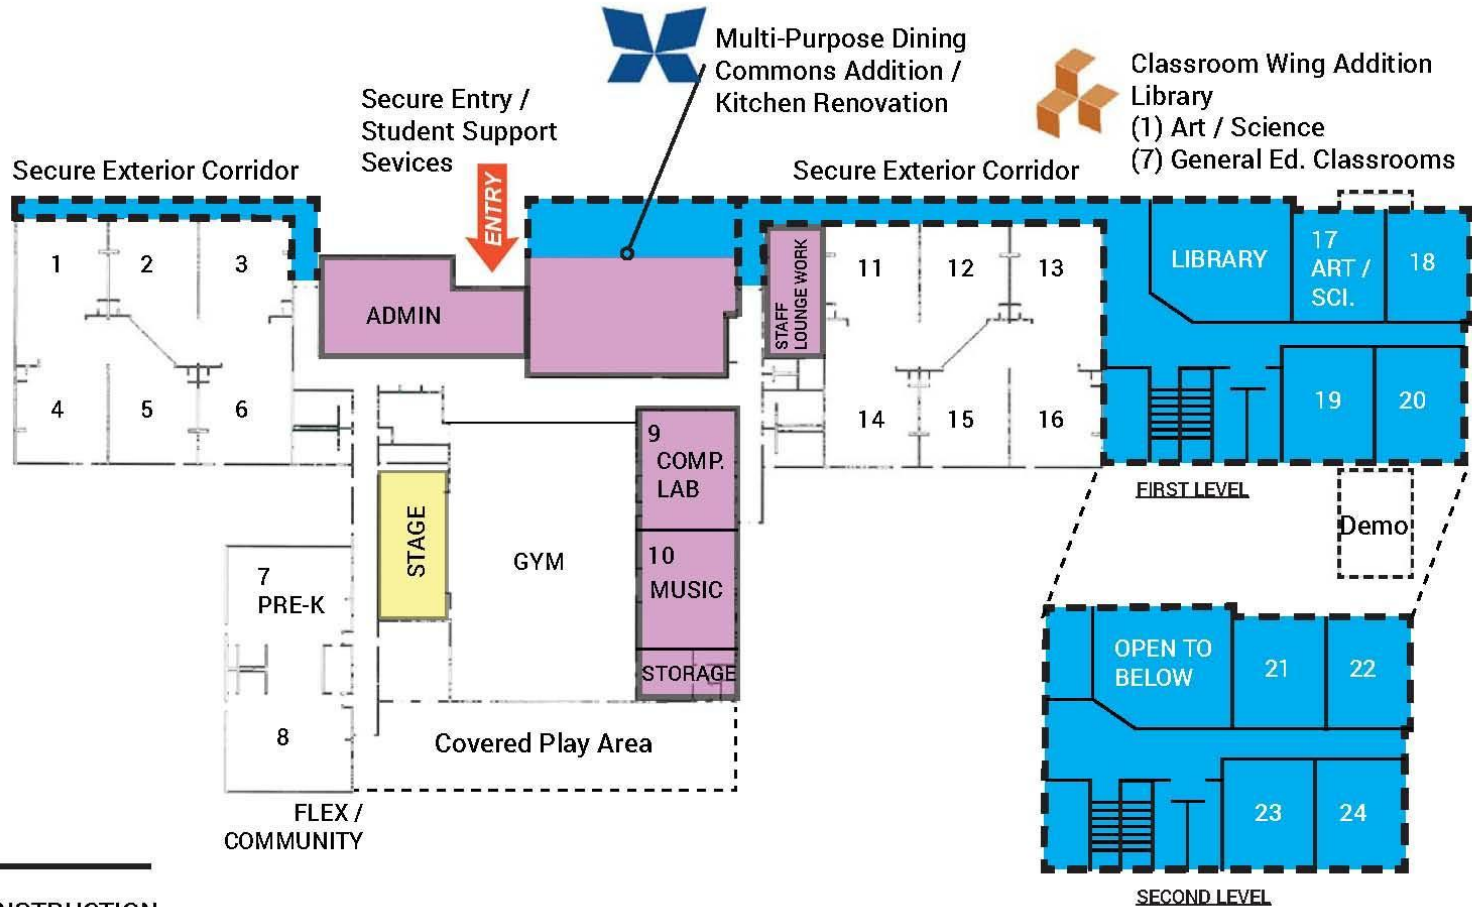 Multi-Purpose Dining
Commons Addition /
Kitchen Renovation
Classroom Wing Addition
Library
(1) Art / Science
(7) General Ed. Classrooms
Secure Entry /
Student Support
Sevices
Secure Exterior Corridor
Secure Exterior Corridor
ENTRY
1
2
3
4
5
6
ADMIN
STAFF
LOUNGE WORK
11
12
13
14
15
16
LIBRARY
17
ART /
SCI.
18
19
20
FIRST LEVEL
Demo
9
COMP.
LAB
10
MUSIC
STORAGE
STAGE
GYM
7
PRE-K
8
Covered Play Area
FLEX /
COMMUNITY
OPEN TO
BELOW
21
22
23
24
SECOND LEVEL